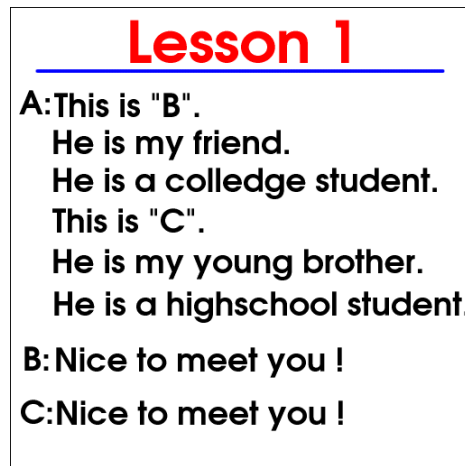 Lesson 1
A:This is "B".
He is my friend.
He is a colledge student.
This is "C".
He is my young brother.
He is a highschool student.
B:Nice to meet you !
C:Nice to meet you !